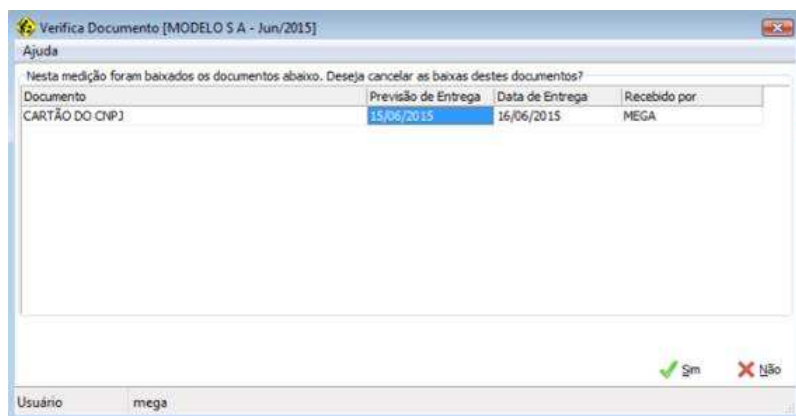 Verifica Documento [MODELO S A - Jun/2015]
Ajuda
Nesta medição foram baixados os documentos abaixo. Deseja cancelar as baixas destes documentos?
Documento Previsão de Entrega Data de Entrega Recebido por
CARTÃO DO CNPJ 15/06/2015 16/06/2015 MEGA
Sim Não
Usuário mega